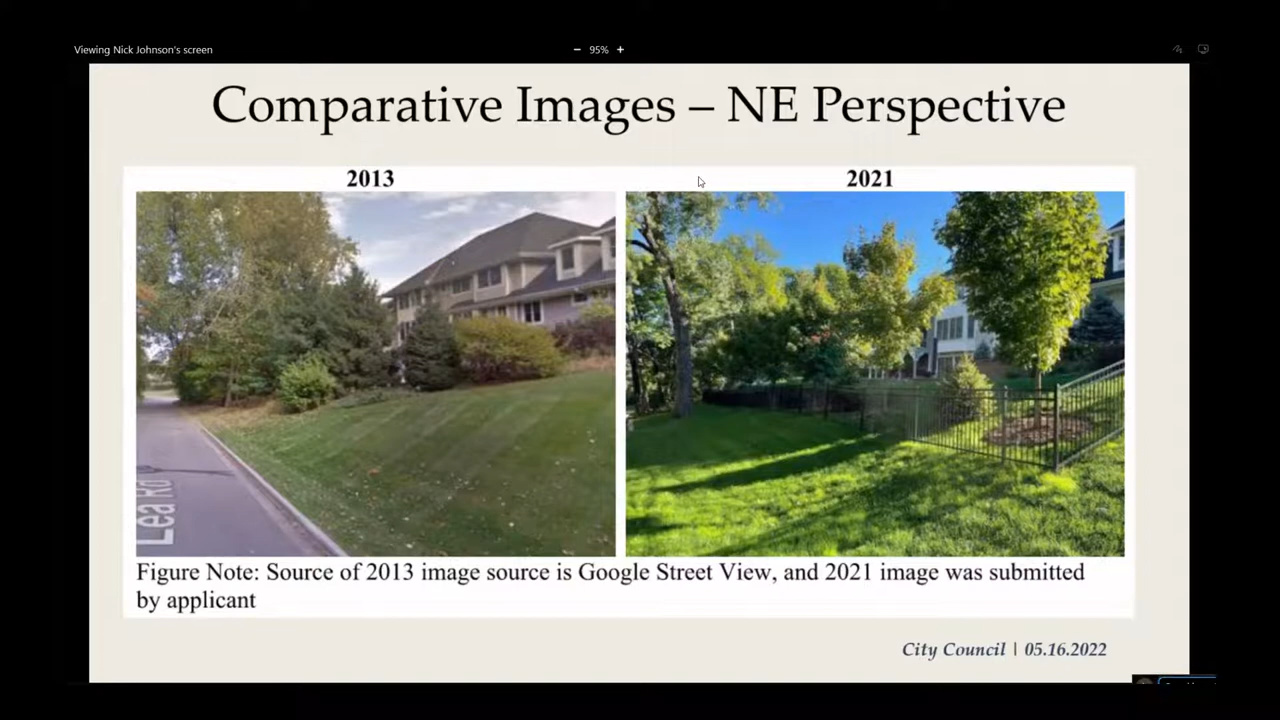 Viewing Nick Johnson's screen
95%
Comparative Images – NE Perspective
2013
2021
Lea Rd
Figure Note: Source of 2013 image source is Google Street View, and 2021 image was submitted
by applicant
City Council | 05.16.2022